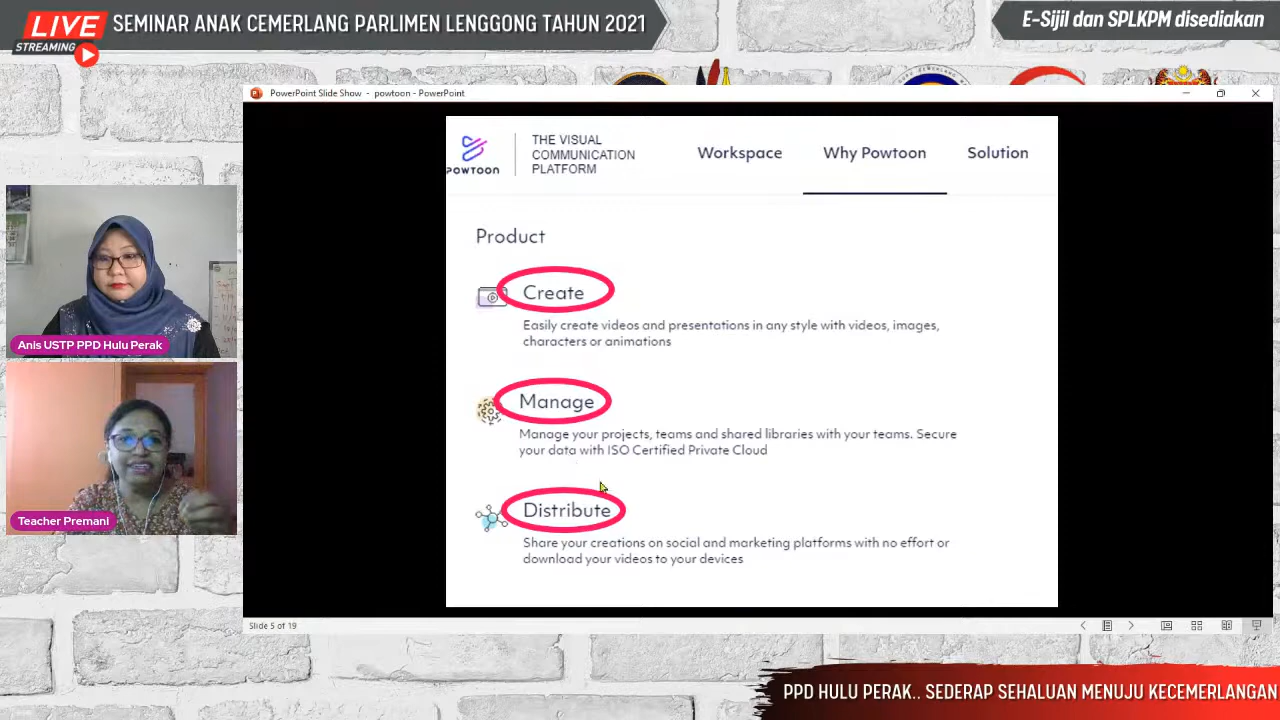 LIVE
STREAMING
SEMINAR ANAK CEMERLANG PARLIMEN LENGGONG TAHUN 2021
E-Sijil dan SPLKPM disediakan
PowerPoint Slide Show - powtoon - PowerPoint
POWTOON
THE VISUAL
COMMUNICATION
PLATFORM
Workspace
Why Powtoon
Solution
Product
Create
Easily create videos and presentations in any style with videos, images,
characters or animations
Manage
Manage your projects, teams and shared libraries with your teams. Secure
your data with ISO Certified Private Cloud
Distribute
Share your creations on social and marketing platforms with no effort or
download your videos to your devices
Anis USTP PPD Hulu Perak
Teacher Premani
Slide 5 of 19
PPD HULU PERAK.. SEDERAP SEHALUAN MENUJU KECEMERLANGAN